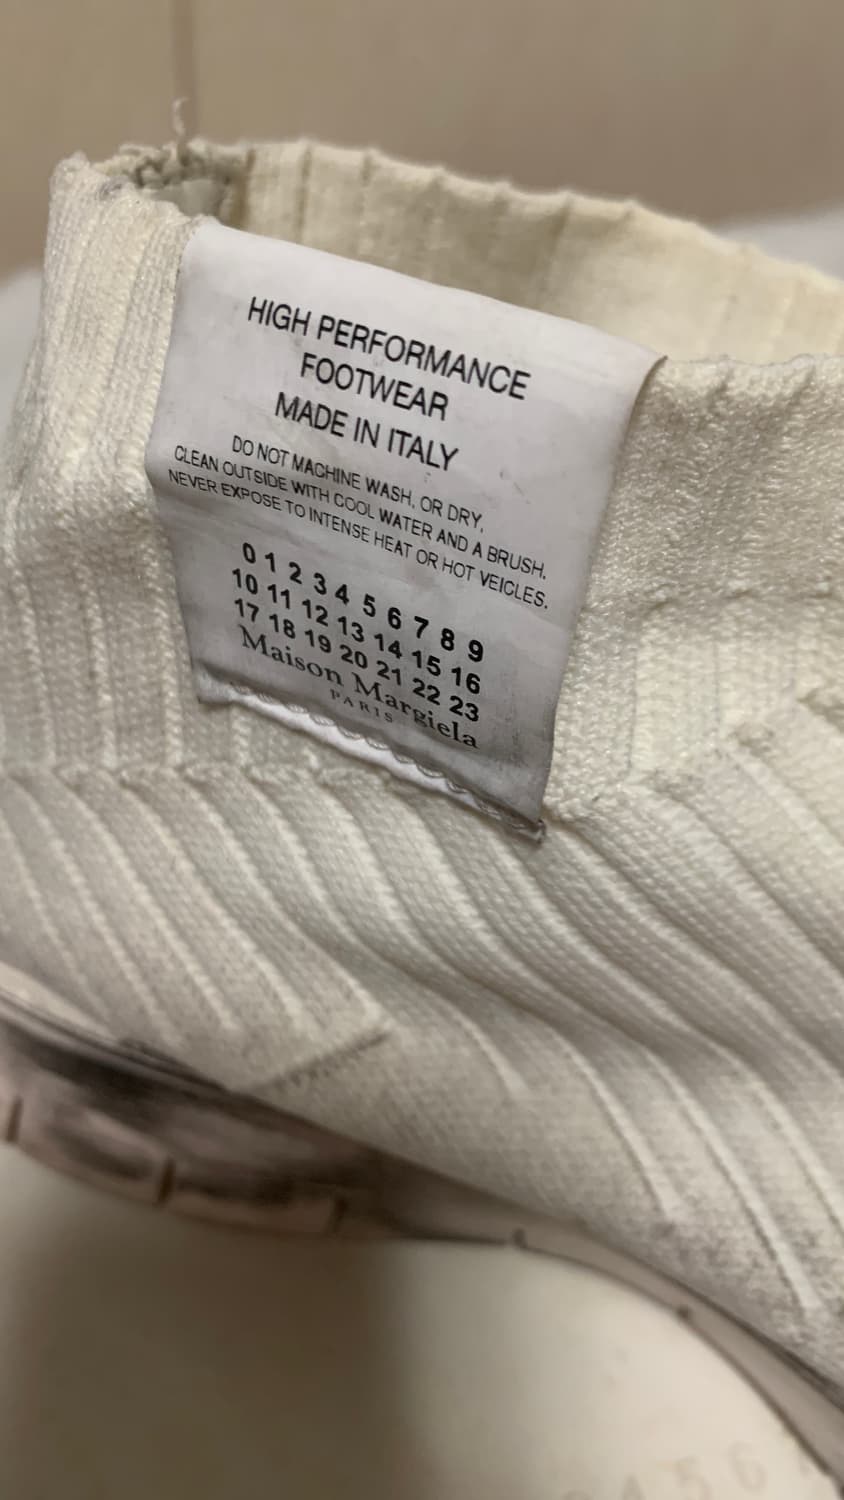 HIGH PERFORMANCE
FOOTWEAR
MADE IN ITALY
DO NOT MACHINE WASH, OR DRY,
CLEAN OUTSIDE WITH COOL WATER AND A BRUSH.
NEVER EXPOSE TO INTENSE HEAT OR HOT VEICLES.
0 1 2 3 4 5 6 7 8 9
10 11 12 13 14 15 16
17 18 19 20 21 22 23
Maison Margiela
PARIS